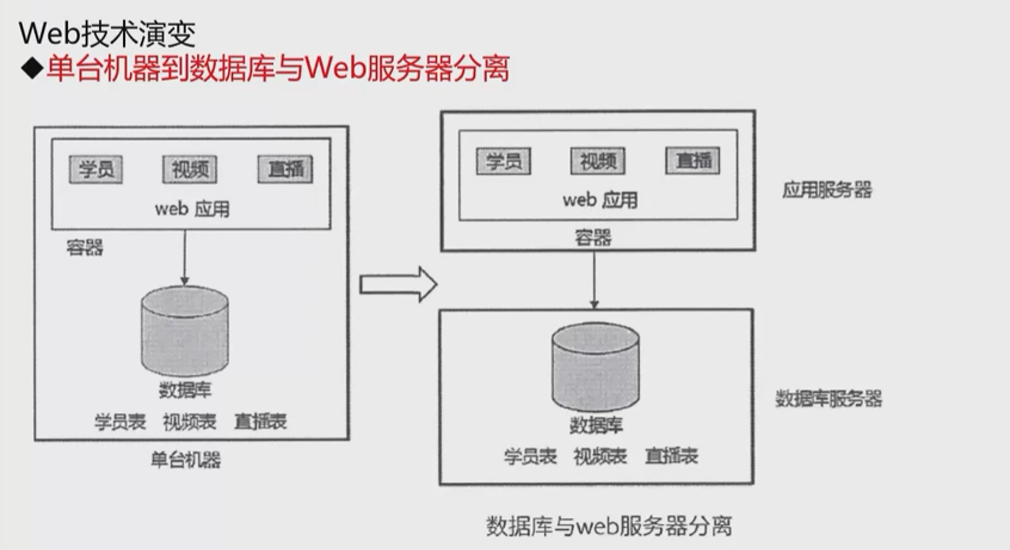 Web技术演变
◆单台机器到数据库与Web服务器分离
学员 视频 直播
web 应用
容器
数据库
学员表 视频表 直播表
单台机器
学员 视频 直播
web 应用
容器
应用服务器
数据库
学员表 视频表 直播表
数据库服务器
数据库与web服务器分离